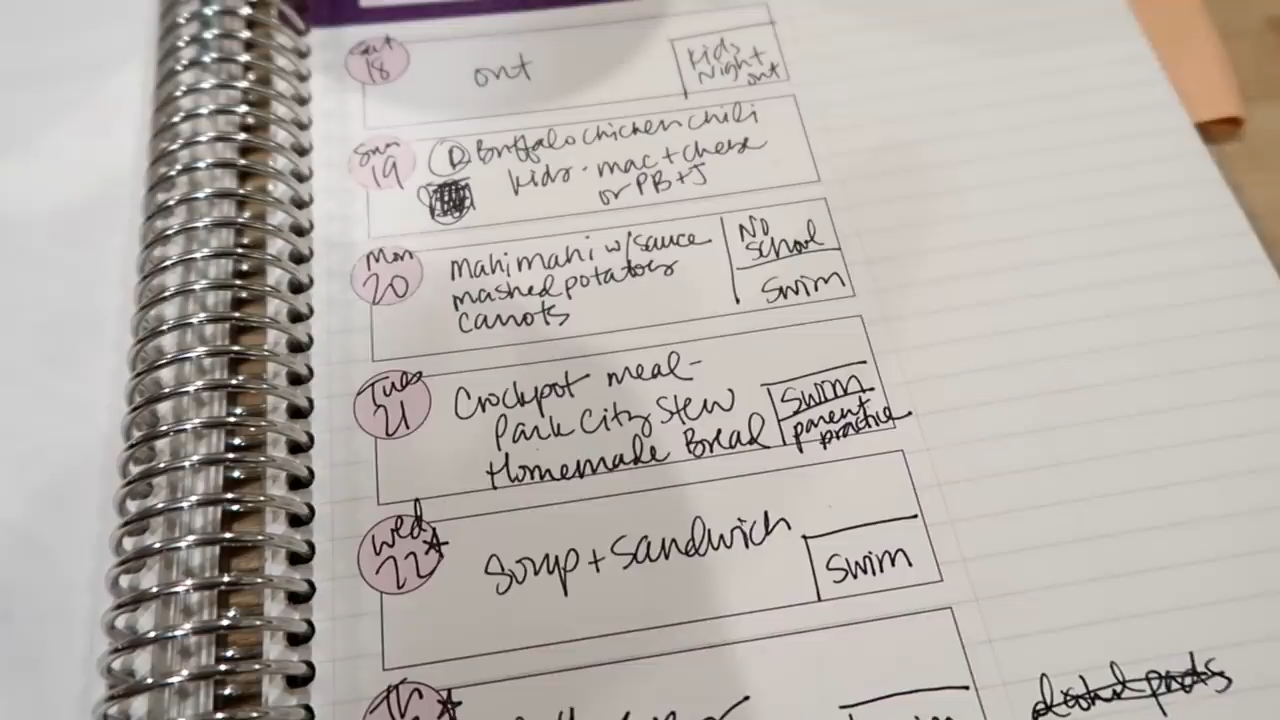 Sat
18
out
Kids
Night
out
Sun
19
D Buffalo chicken chili
kids - mac + cheese
or PB+J
Mon
20
mahi mahi w/sauce
mashed potatoes
carrots
No
school
Swim
Tues
21
Crockpot meal-
Park City Stew
Homemade Bread
Swim
parent
practice
Wed
22*
Soup + Sandwich
Swim